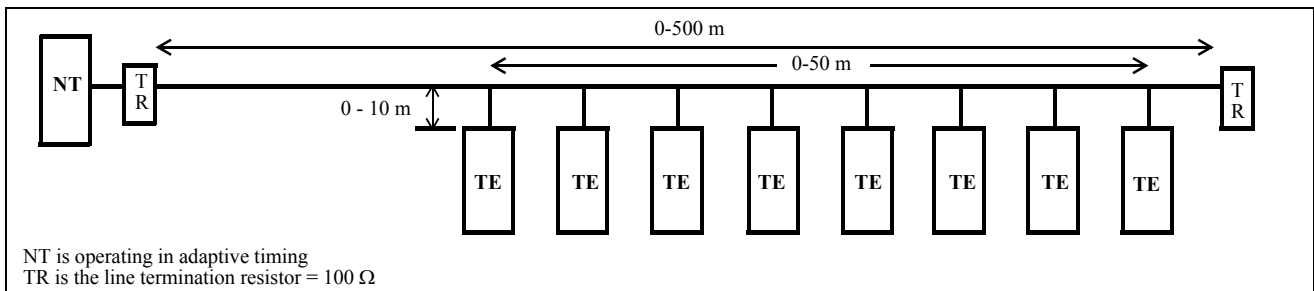 0-500 m
0-50 m
NT
T
R
T
R
0 - 10 m
TE TE TE TE TE TE TE TE
NT is operating in adaptive timing
TR is the line termination resistor = 100 Ω